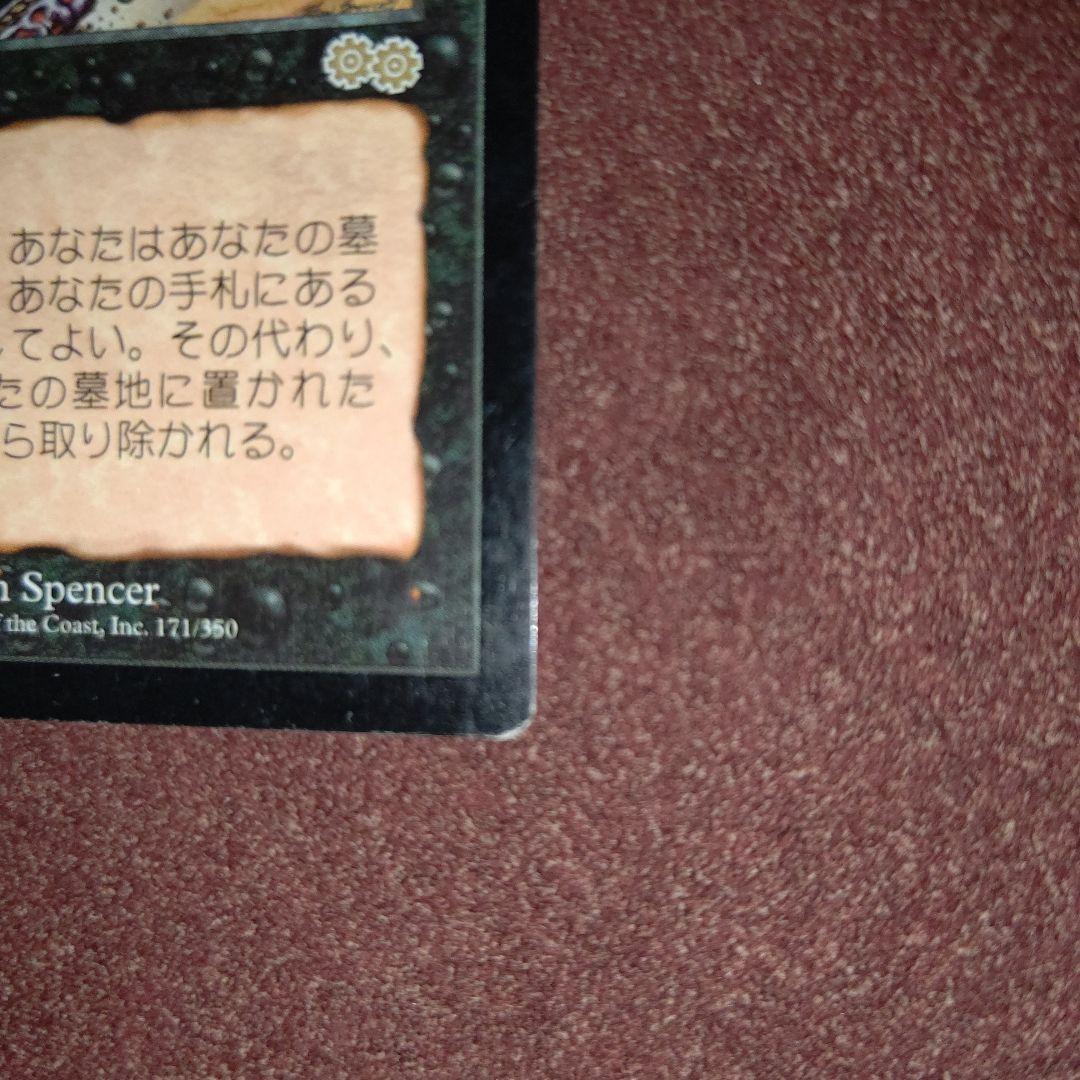 あなたはあなたの墓
あなたの手札にある
てよい。その代わり、
たの墓地に置かれた
ら取り除かれる。
Spencer
the Coast, Inc. 171/350